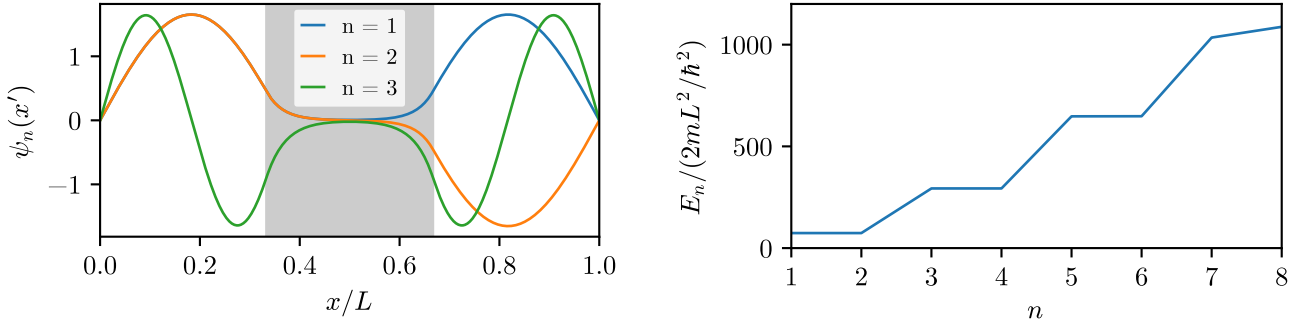 ψₙ(x′)
1
0
−1
n = 1
n = 2
n = 3
0.0 0.2 0.4 0.6 0.8 1.0
x/L
Eₙ/(2mL²/ħ²)
1000
500
0
1 2 3 4 5 6 7 8
n